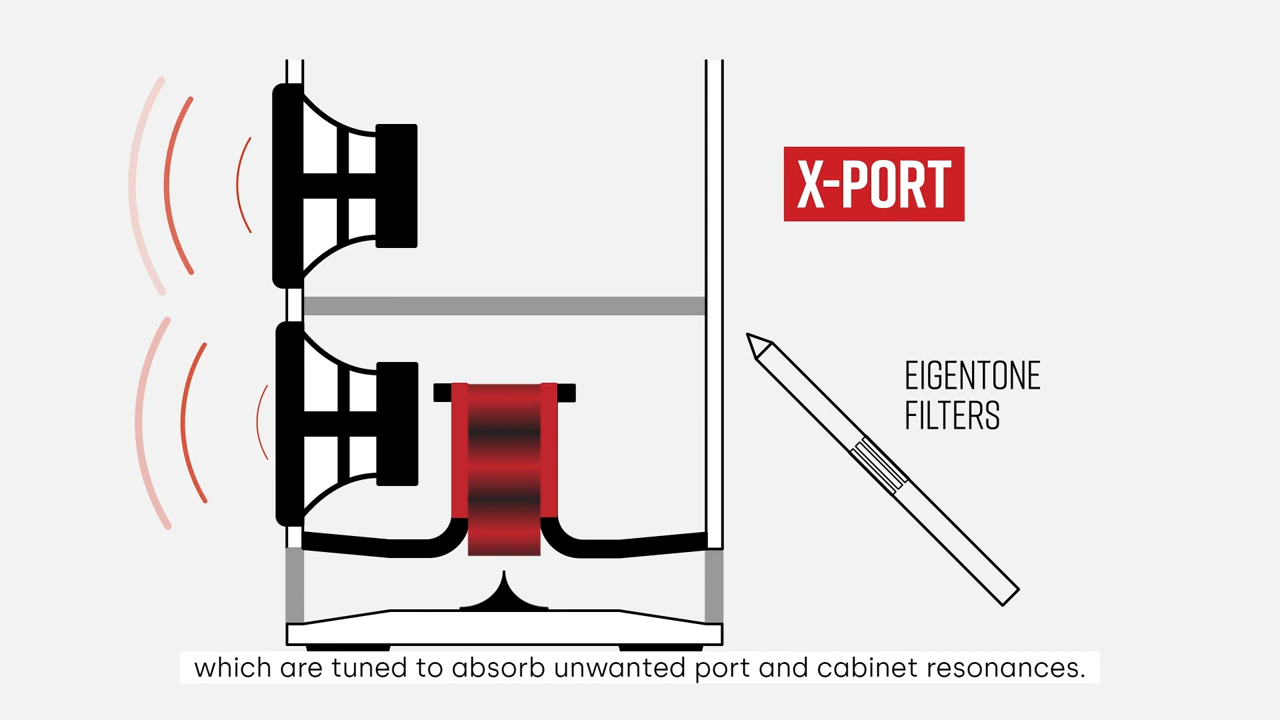 X-PORT
EIGENTONE
FILTERS
which are tuned to absorb unwanted port and cabinet resonances.